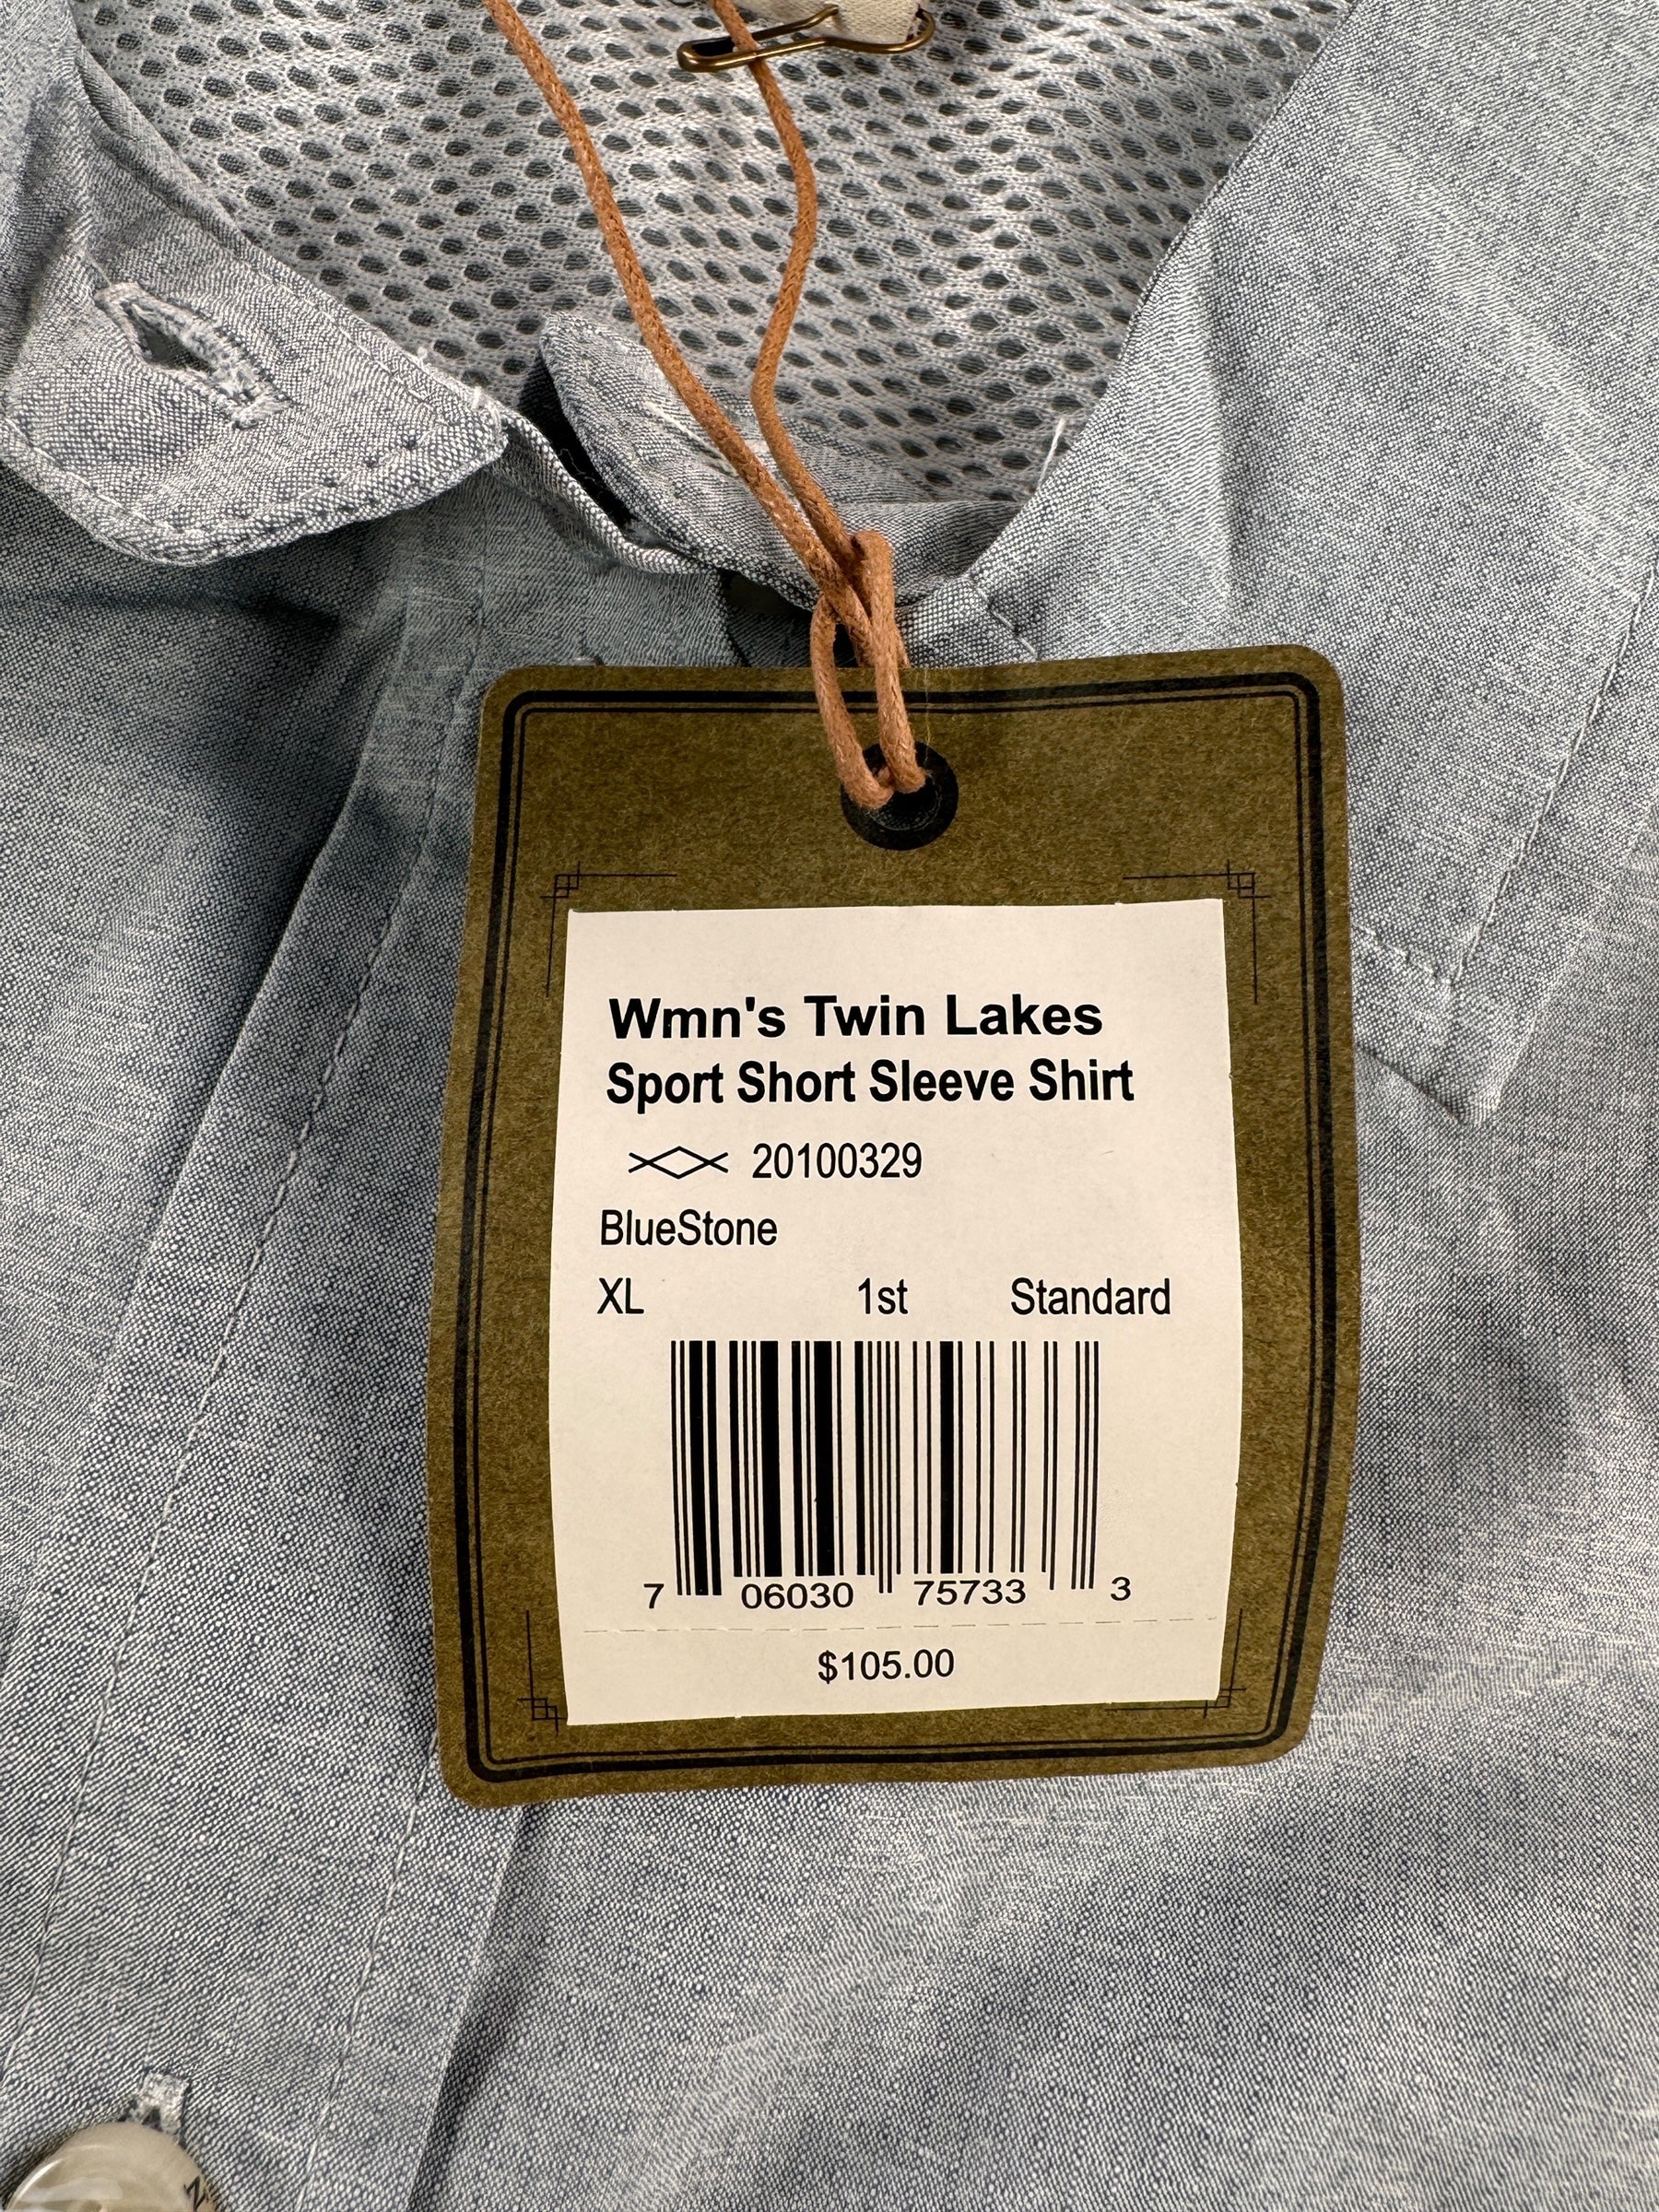 Wmn's Twin Lakes
Sport Short Sleeve Shirt
20100329
BlueStone
XL 1st Standard
7 06030 75733 3
$105.00